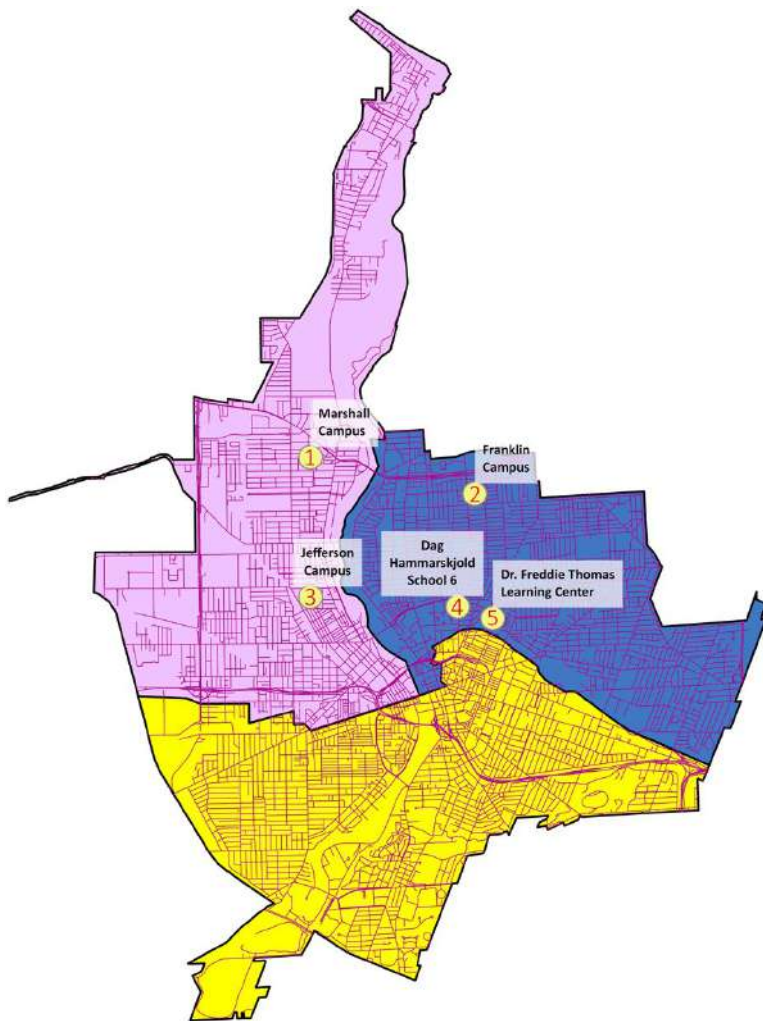 Marshall
Campus
1
Franklin
Campus
2
Jefferson
Campus
3
Dag
Hammarskjold
School 6
4
Dr. Freddie Thomas
Learning Center
5